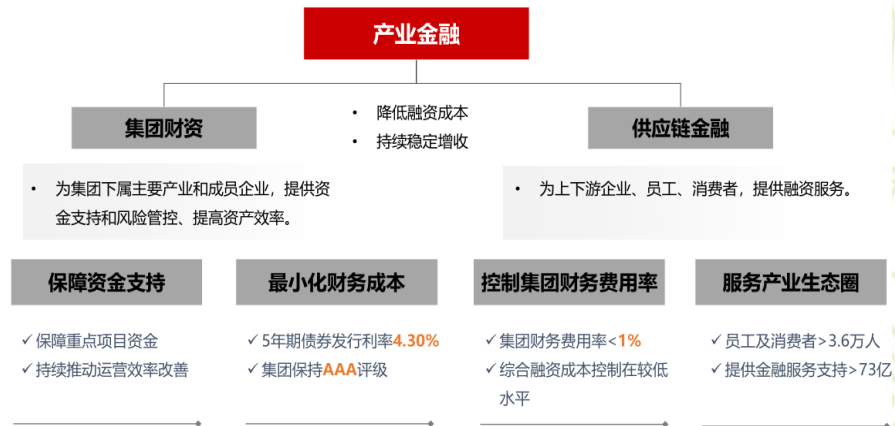 产业金融
集团财资
• 降低融资成本
• 持续稳定增收
供应链金融
• 为集团下属主要产业和成员企业，提供资
金支持和风险管控、提高资产效率。
• 为上下游企业、员工、消费者，提供融资服务。
保障资金支持
✓保障重点项目资金
✓持续推动运营效率改善
最小化财务成本
✓5年期债券发行利率4.30%
✓集团保持AAA评级
控制集团财务费用率
✓集团财务费用率<1%
✓综合融资成本控制在较低
水平
服务产业生态圈
✓员工及消费者>3.6万人
✓提供金融服务支持>73亿